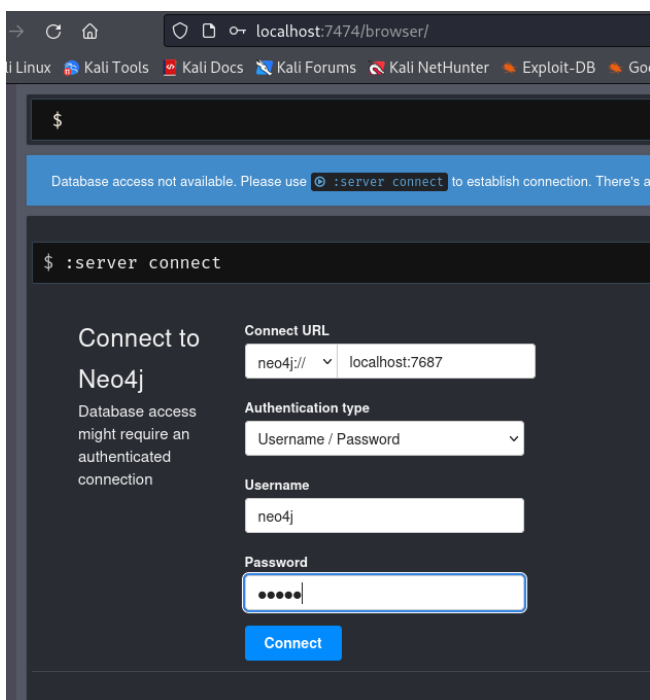 localhost:7474/browser/
li Linux Kali Tools Kali Docs Kali Forums Kali NetHunter Exploit-DB Goo
$
Database access not available. Please use :server connect to establish connection. There's a
$ :server connect
Connect to
Neo4j
Database access
might require an
authenticated
connection
Connect URL
neo4j:// localhost:7687
Authentication type
Username / Password
Username
neo4j
Password
•••••
Connect